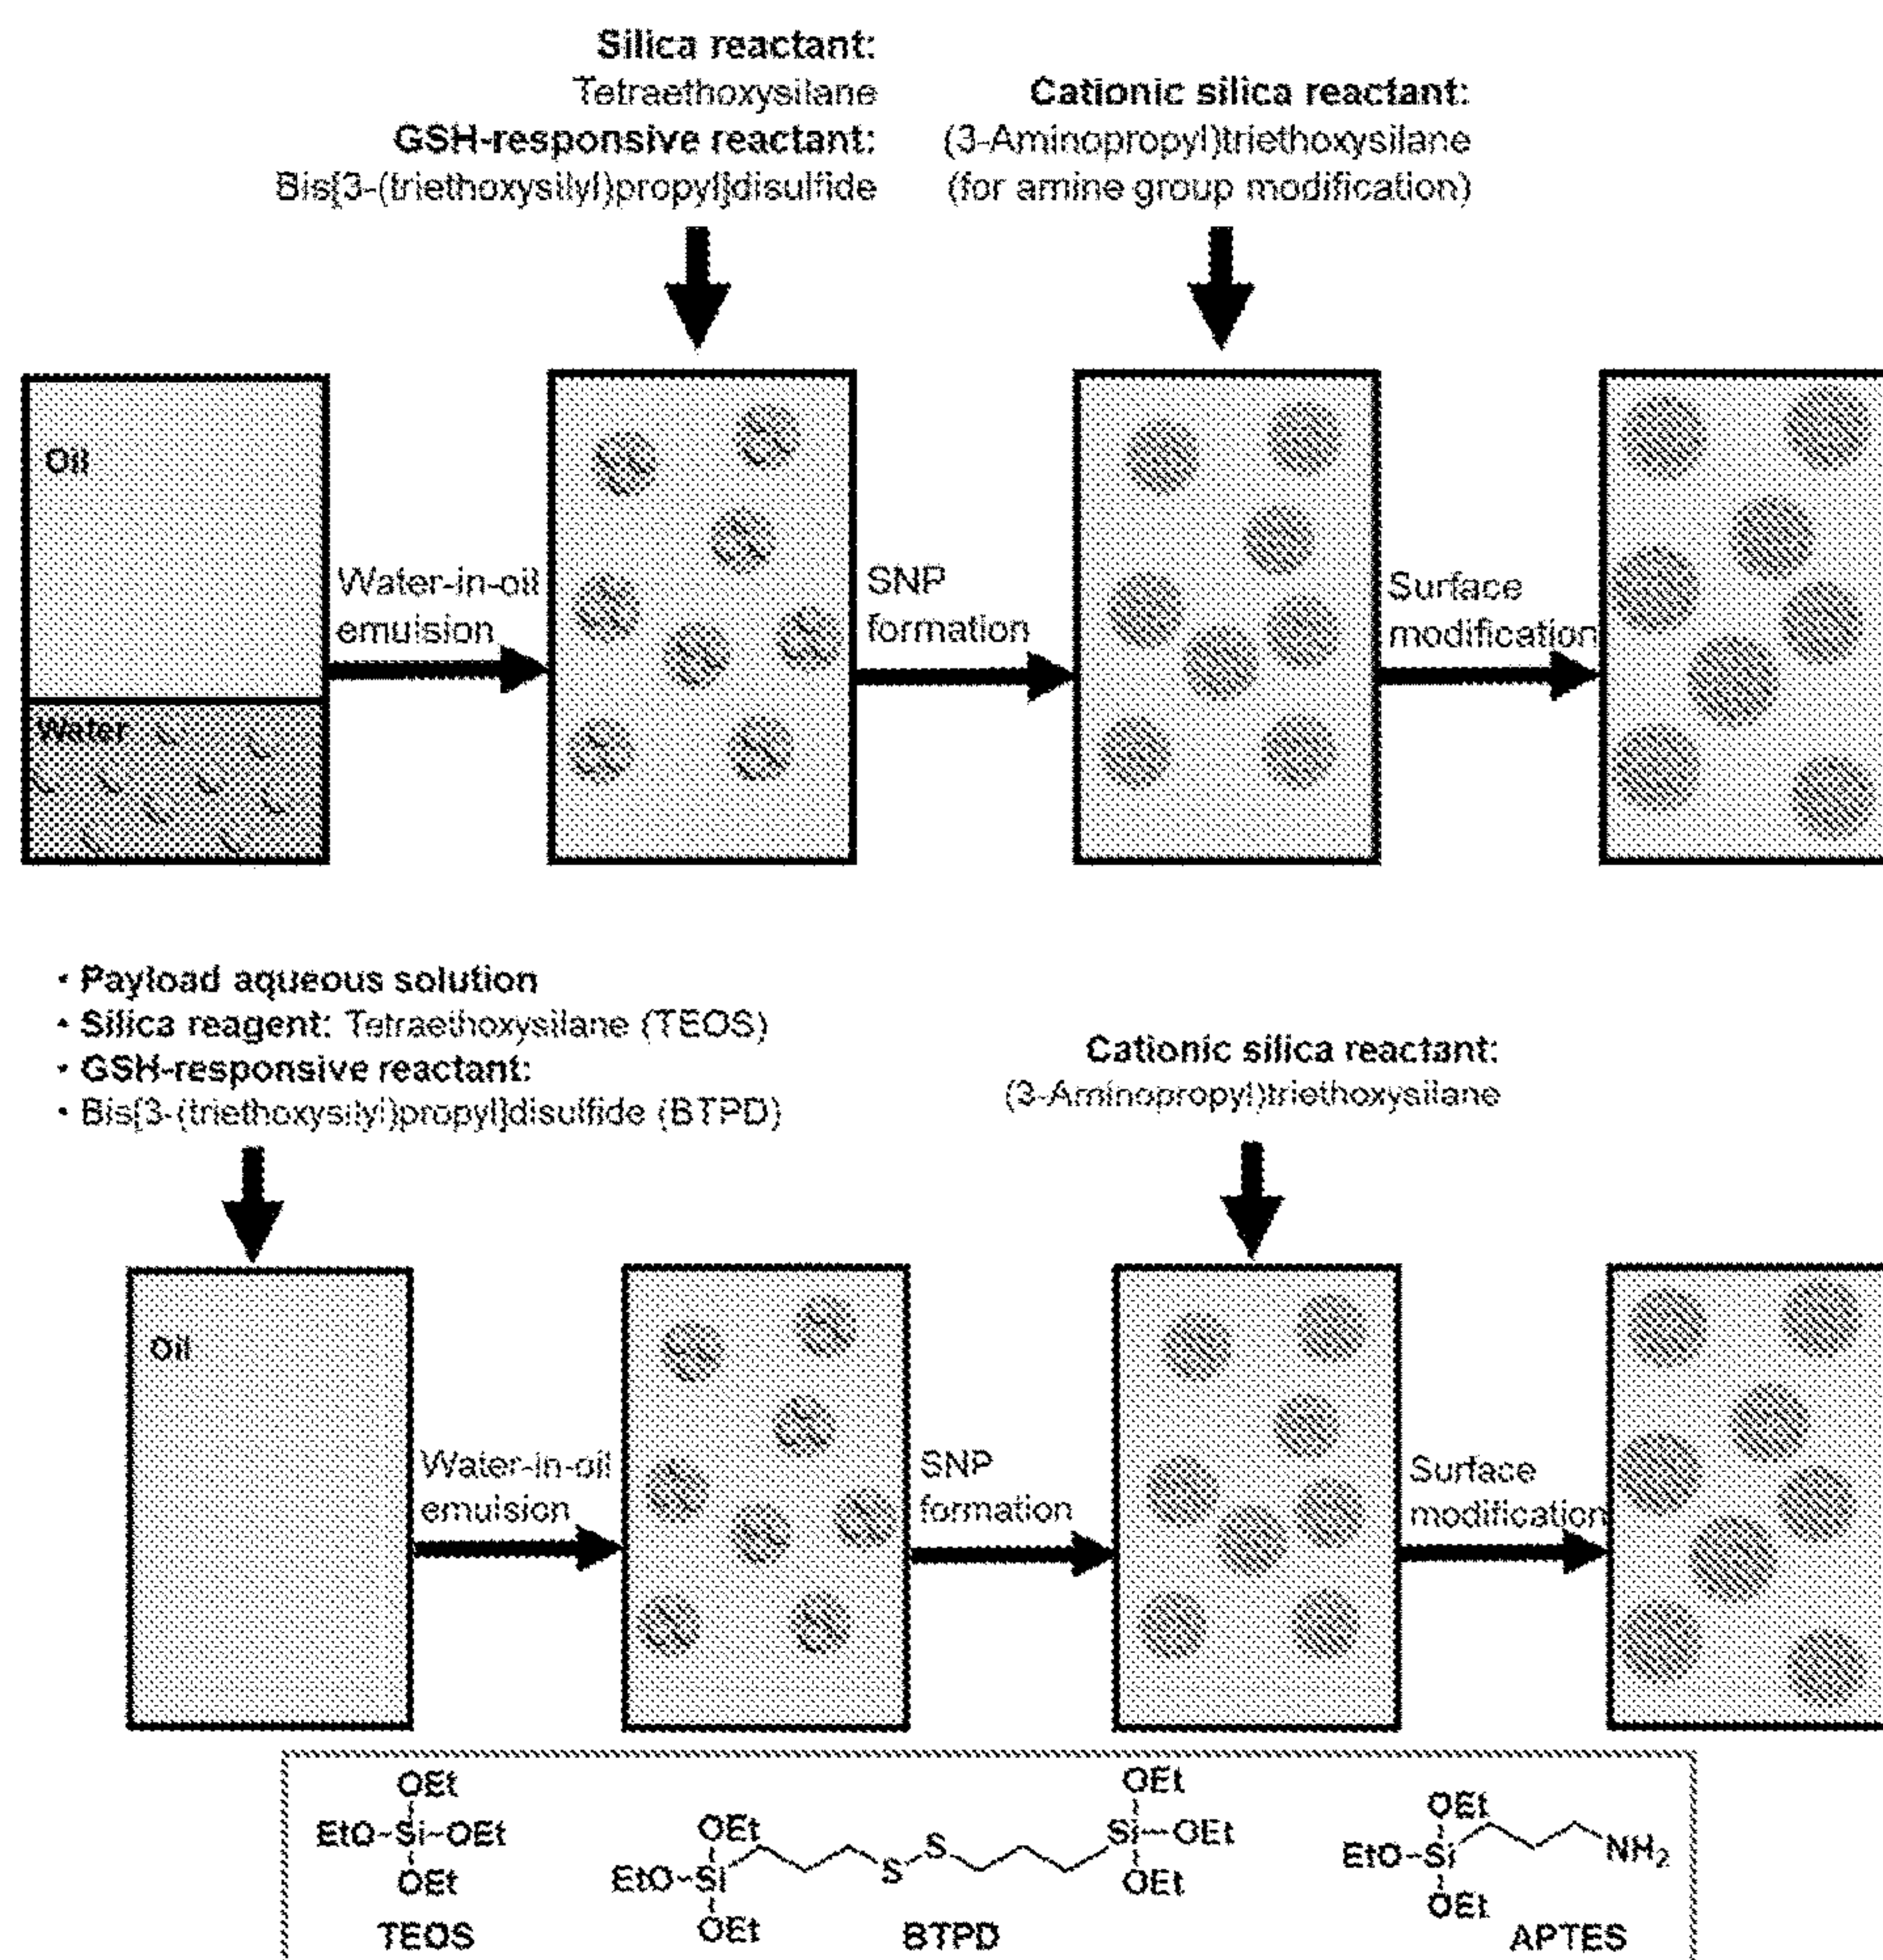 Silica reactant:
Tetraethoxysilane
GSH-responsive reactant:
Bis[3-(triethoxysilyl)propyl]disulfide
Cationic silica reactant:
(3-Aminopropyl)triethoxysilane
(for amine group modification)
Oil
Water
Water-in-oil
emulsion
SNP
formation
Surface
modification
· Payload aqueous solution
· Silica reagent: Tetraethoxysilane (TEOS)
· GSH-responsive reactant:
· Bis[3-(triethoxysilyl)propyl]disulfide (BTPD)
Cationic silica reactant:
(3-Aminopropyl)triethoxysilane
Oil
Water-in-oil
emulsion
SNP
formation
Surface
modification
OEt
EtO-Si-OEt
OEt
TEOS
OEt
EtO-Si
OEt
S
S
OEt
Si-OEt
OEt
BTPD
OEt
EtO-Si
OEt
NH₂
APTES